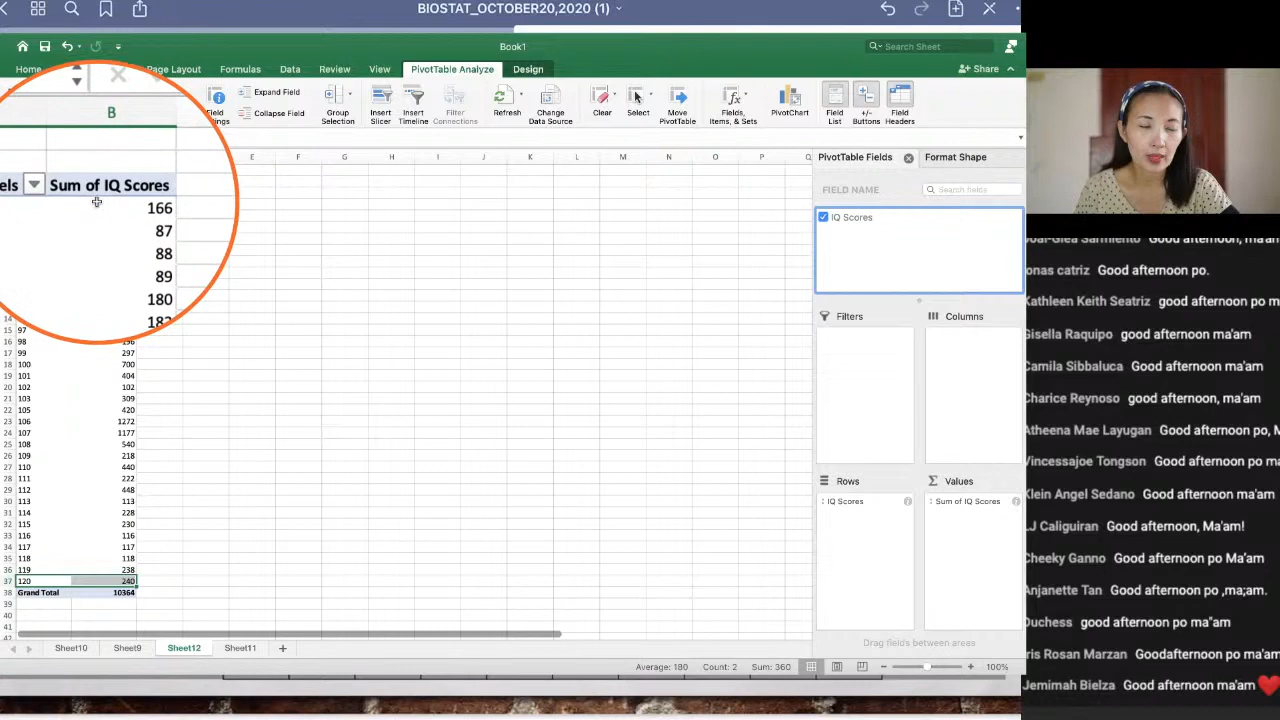 BIOSTAT_OCTOBER20,2020 (1)
Book1
Search Sheet
Home
Page Layout
Formulas
Data
Review
View
PivotTable Analyze
Design
Share
Expand Field
Collapse Field
Group Selection
Insert Slicer
Insert Timeline
Filter Connections
Refresh
Change Data Source
Clear
Select
Move PivotTable
Fields, Items, & Sets
PivotChart
Field List
+/- Buttons
Field Headers
B
E F G H I J K L M N O P
Sum of IQ Scores
166
87
88
89
180
14
15 97
16 98 196
17 99 297
18 100 700
19 101 404
20 102 102
21 103 309
22 105 420
23 106 1272
24 107 1177
25 108 540
26 109 218
27 110 440
28 111 222
29 112 448
30 113 113
31 114 228
32 115 230
33 116 116
34 117 117
35 118 118
36 119 238
37 120 240
38 Grand Total 10364
39
40
41
Sheet10
Sheet9
Sheet12
Sheet11
Average: 180
Count: 2
Sum: 360
100%
PivotTable Fields
Format Shape
FIELD NAME
Search fields
IQ Scores
Filters
Columns
Rows
Values
IQ Scores
Sum of IQ Scores
Drag fields between areas
Sarmiento Good afternoon,
catriz Good afternoon po.
Kathleen Keith Seatriz good afternoon po
Gisella Raquipo good afternoon ma'am
Camila Sibbaluca Good afternoon ma'am
Charice Reynoso good afternoon, ma'am
Atheena Mae Layugan Good afternoon po,
Vincessajoe Tongson Good afternoon po
Klein Angel Sedano Good afternoon ma'am
LJ Caliguiran Good afternoon, Ma'am!
Cheeky Ganno Good afternoon po Ma'am
Anjanette Tan Good afternoon po ,ma;am.
Duchess good afternoon po ma"am
Rosan Marzan Goodafternoon po
Jemimah Bielza Good afternoon ma'am ❤️